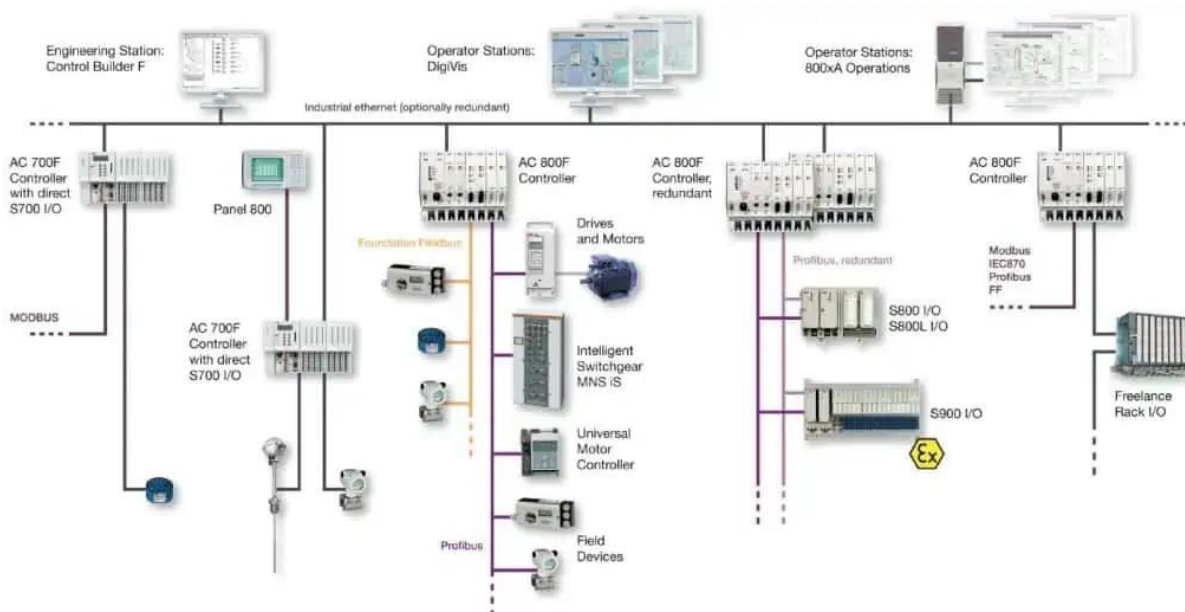 Engineering Station:
Control Builder F
Operator Stations:
DigiVis
Operator Stations:
800xA Operations
Industrial ethernet (optionally redundant)
AC 700F
Controller
with direct
S700 I/O
Panel 800
AC 800F
Controller
AC 800F
Controller,
redundant
AC 800F
Controller
Foundation Fieldbus
Drives
and Motors
Profibus, redundant
Modbus
IEC870
Profibus
FF
MODBUS
AC 700F
Controller
with direct
S700 I/O
S800 I/O
S800L I/O
Intelligent
Switchgear
MNS iS
Freelance
Rack I/O
S900 I/O
Universal
Motor
Controller
Ex
Profibus
Field
Devices